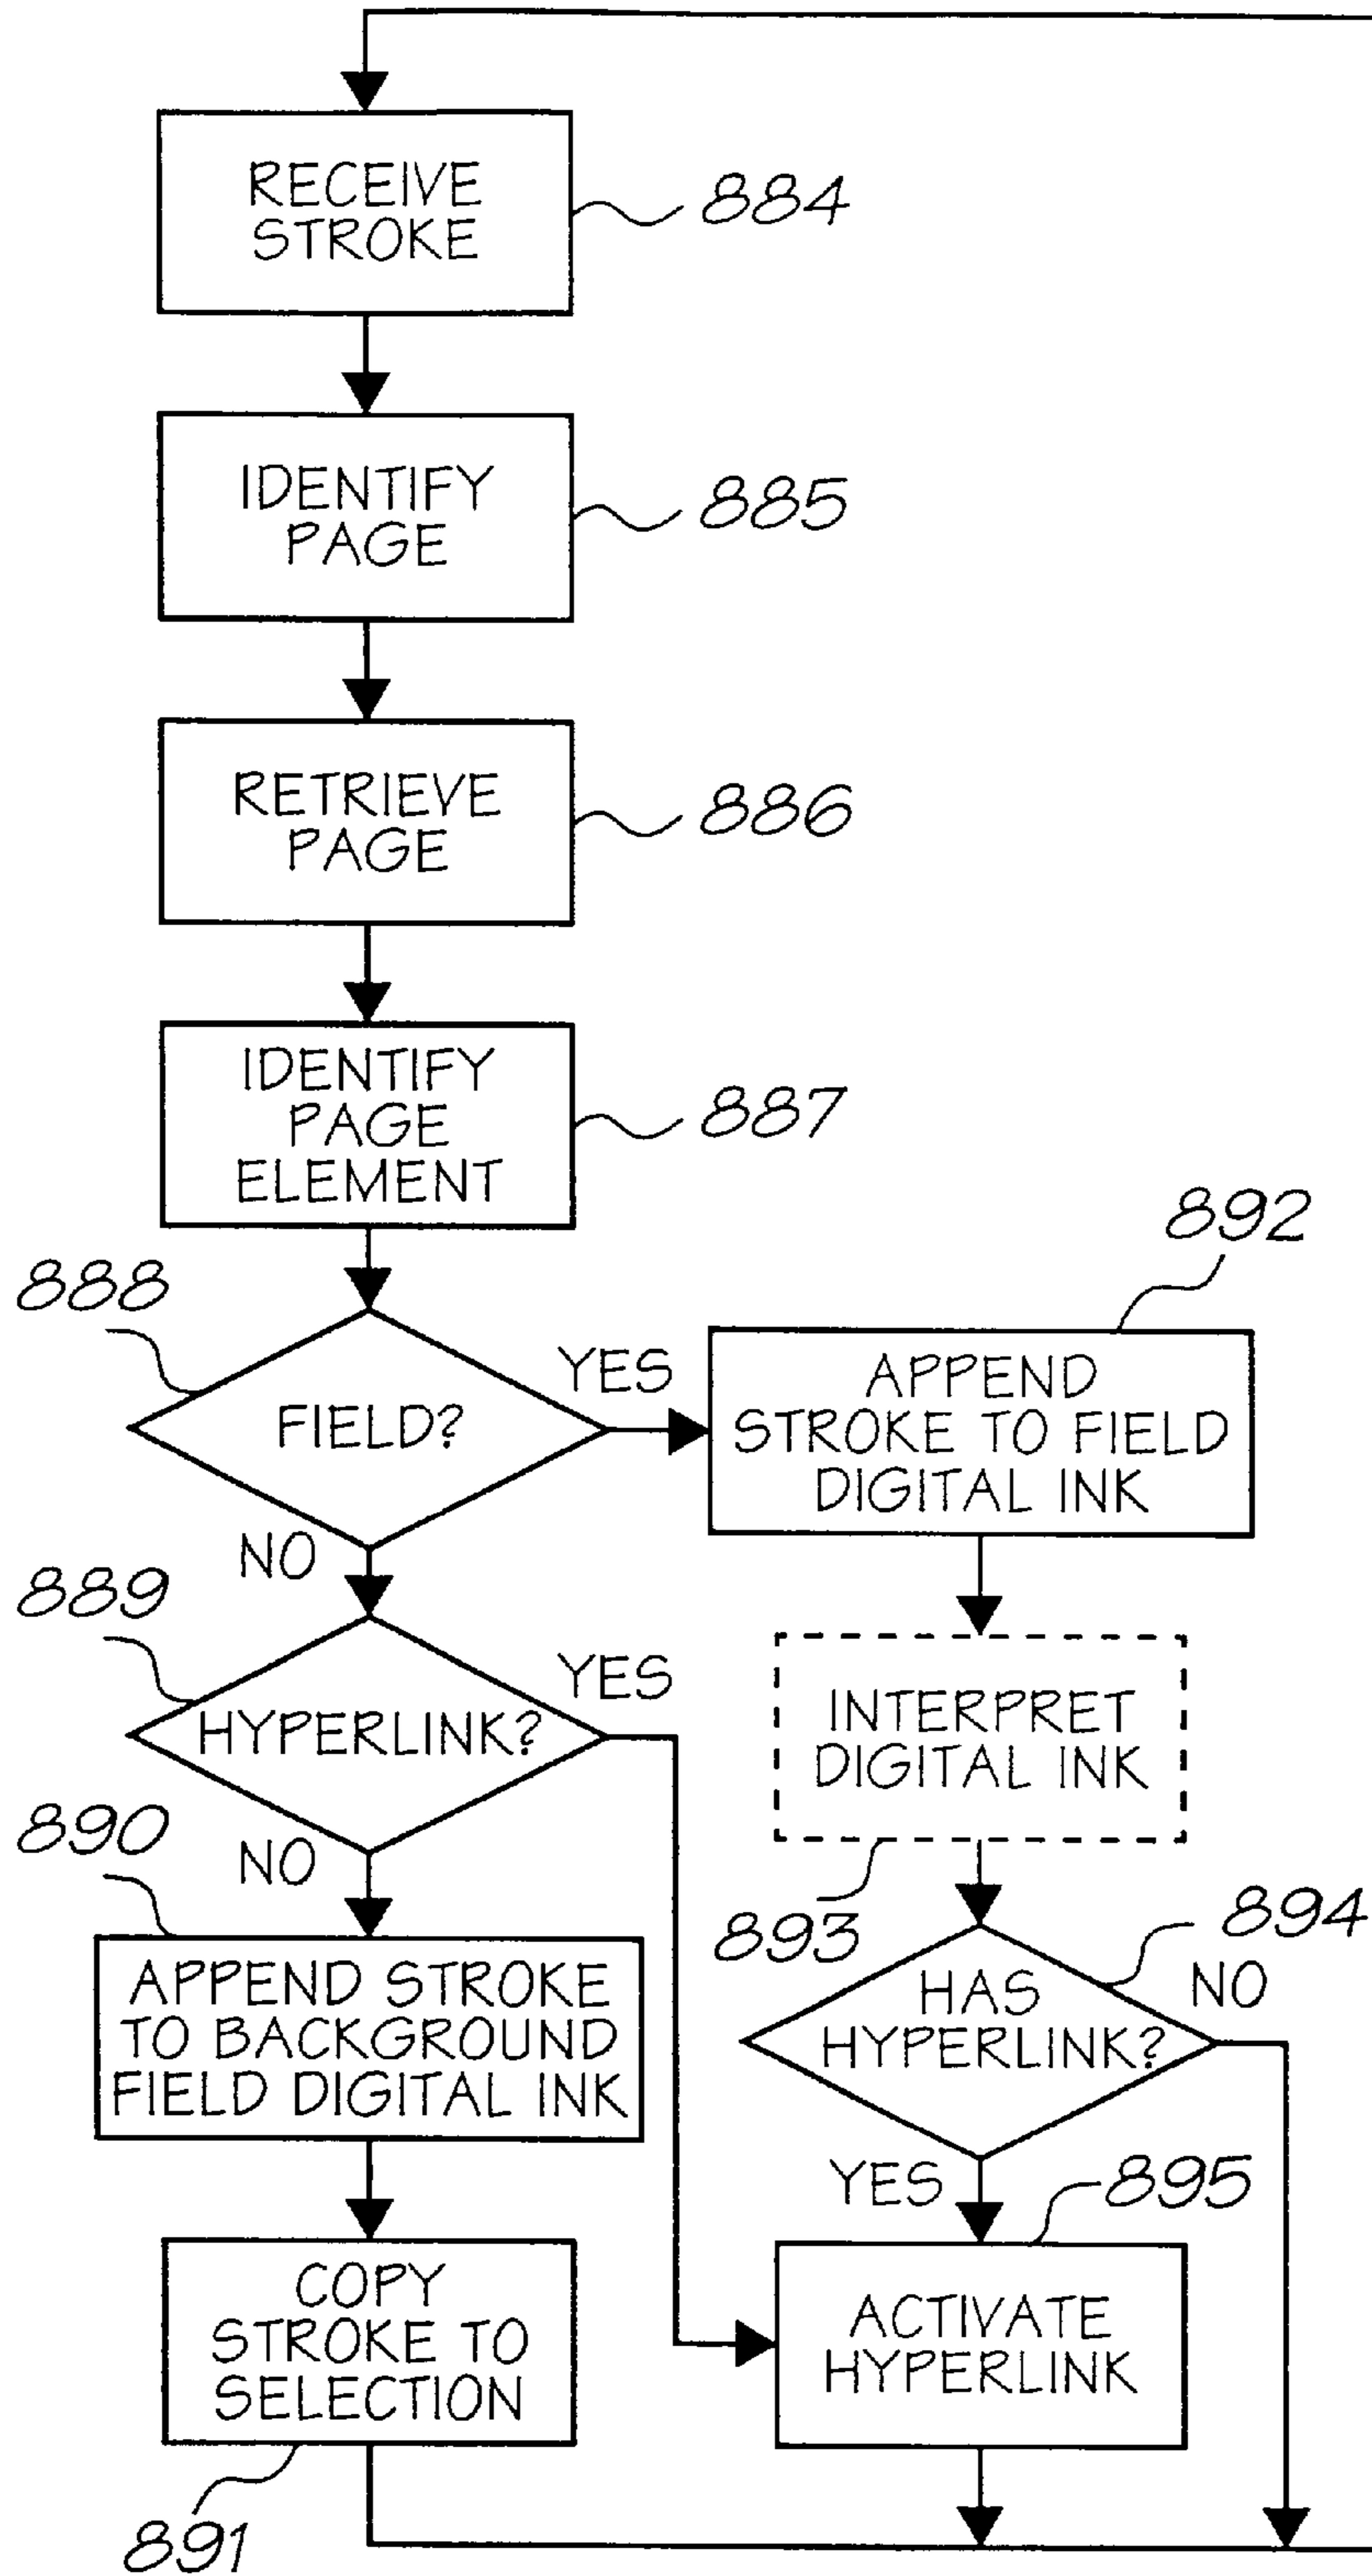 RECEIVE
STROKE
884
IDENTIFY
PAGE
885
RETRIEVE
PAGE
886
IDENTIFY
PAGE
ELEMENT
887
888
FIELD?
YES
NO
892
APPEND
STROKE TO FIELD
DIGITAL INK
889
HYPERLINK?
YES
NO
INTERPRET
DIGITAL INK
893
890
APPEND STROKE
TO BACKGROUND
FIELD DIGITAL INK
894
HAS
HYPERLINK?
NO
YES
895
COPY
STROKE TO
SELECTION
891
ACTIVATE
HYPERLINK